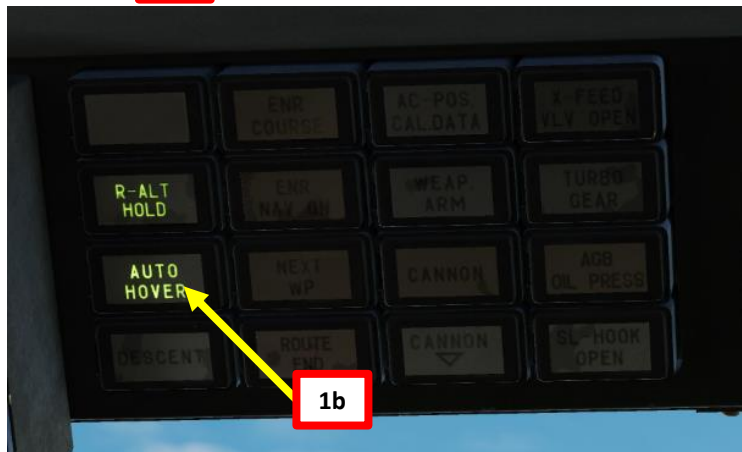 ENR
COURSE
AC-POS.
CAL.DATA
X-FEED
VLV OPEN
R-ALT
HOLD
ENR
NAV ON
WEAP.
ARM
TURBO
GEAR
AUTO
HOVER
NEXT
WP
CANNON
AGB
OIL PRESS
DESCENT
ROUTE
END
CANNON
▽
SL-HOOK
OPEN
1b